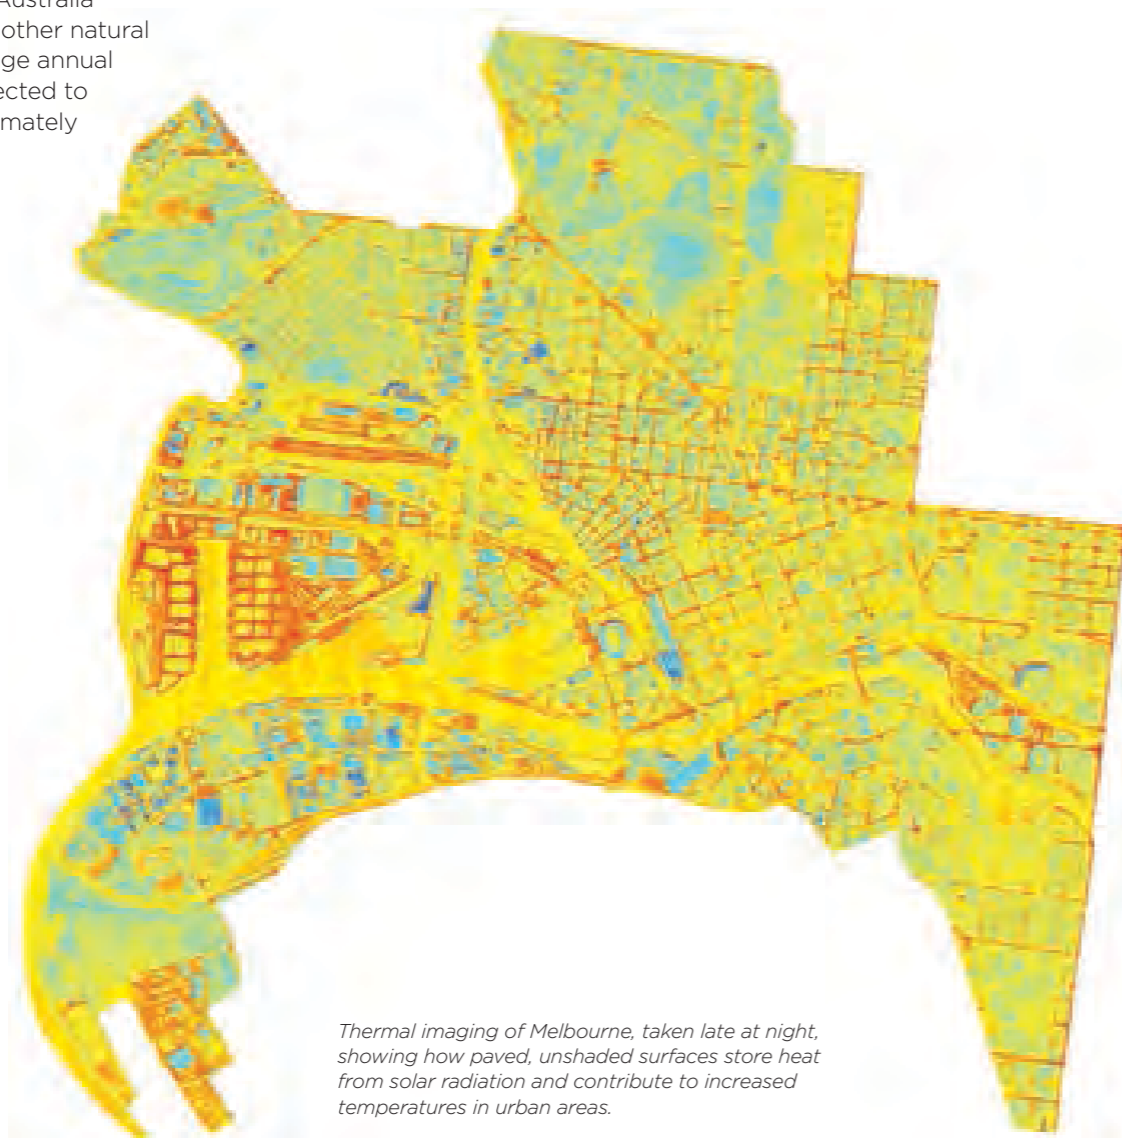 Australia
other natural
ge annual
ected to
mately
Thermal imaging of Melbourne, taken late at night,
showing how paved, unshaded surfaces store heat
from solar radiation and contribute to increased
temperatures in urban areas.